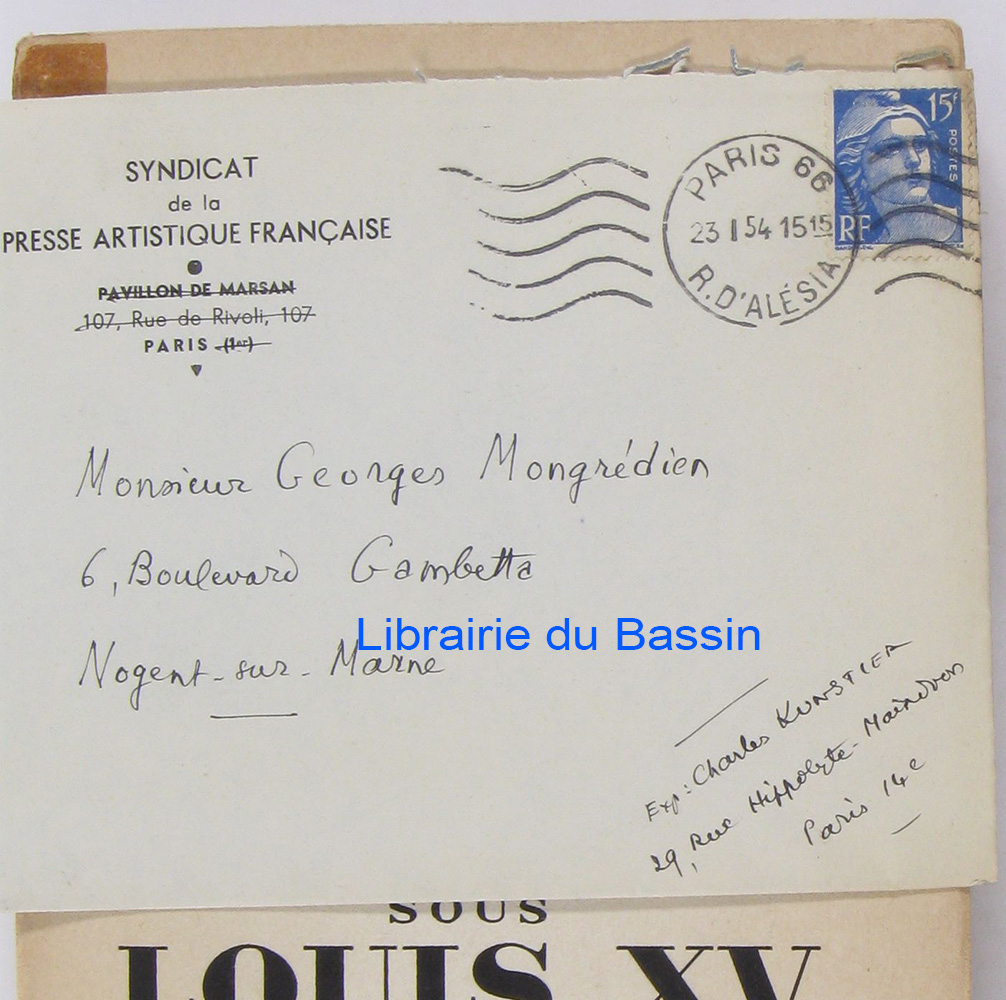 SYNDICAT
de la
PRESSE ARTISTIQUE FRANÇAISE
PAVILLON DE MARSAN
107, Rue de Rivoli, 107
PARIS (1er)
PARIS 66
23 1 54 1515
R. D'ALÉSIA
15F
POSTES
RF
Monsieur Georges Mongrédien
6, Boulevard Gambetta
Nogent-sur-Marne
Librairie du Bassin
Exp: Charles KUNSTLER
29, Rue Hippolyte-Maindron
Paris 14e
SOUS
LOUIS XV